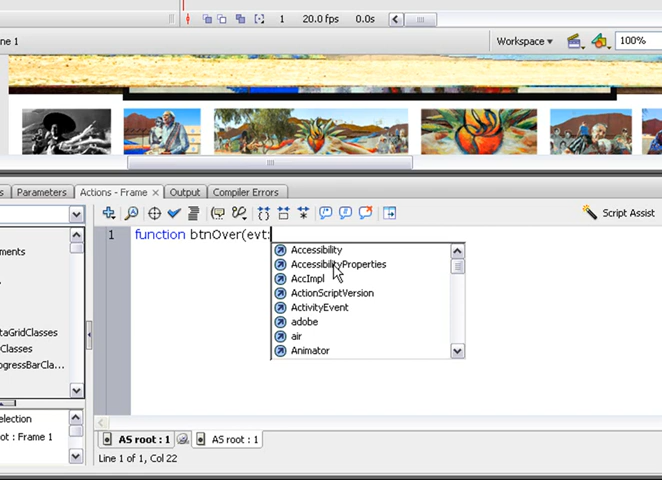 1 20.0 fps 0.0s
ne 1
Workspace
100%
s Parameters Actions - Frame × Output Compiler Errors
Script Assist
1 function btnOver(evt:
Accessibility
AccessibilityProperties
AccImpl
ActionScriptVersion
ActivityEvent
adobe
air
Animator
ments
taGridClasses
Classes
ogressBarCla...
election
ot : Frame 1
AS root : 1
AS root : 1
Line 1 of 1, Col 22